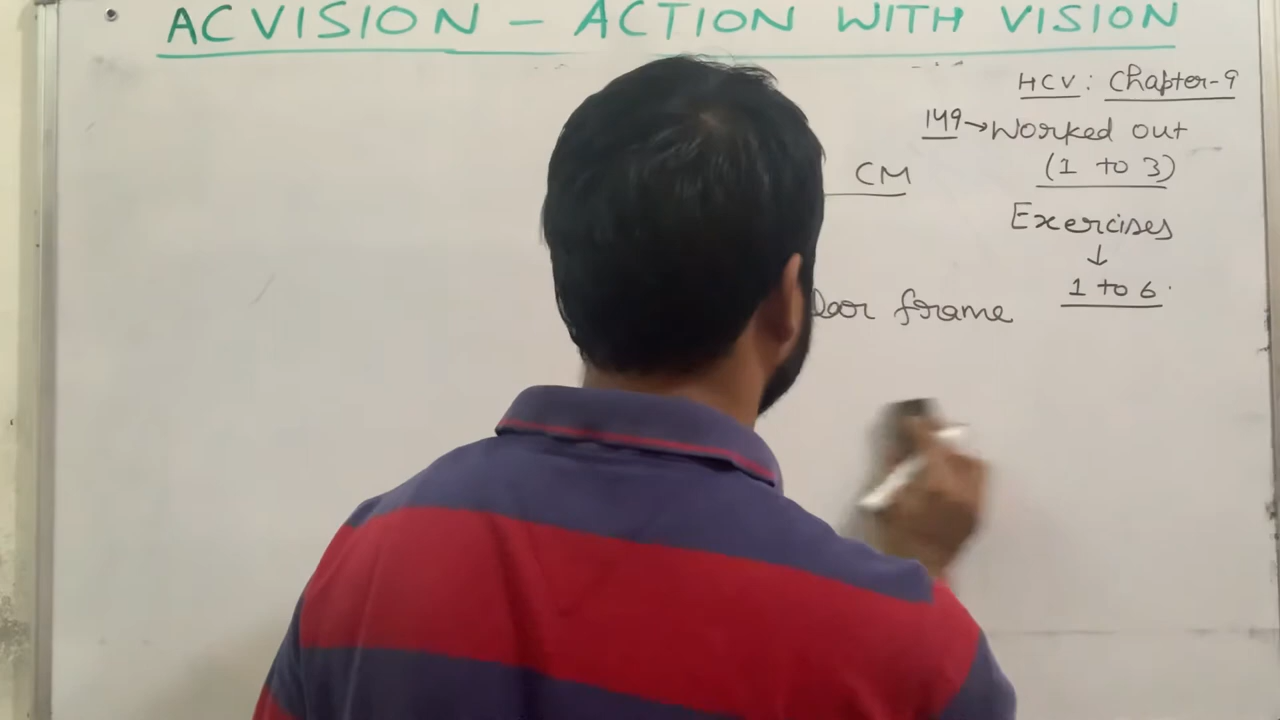 ACVISION – ACTION WITH VISION
HCV: Chapter-9
149→Worked out
(1 to 3)
CM
Exercises
↓
1 to 6.
frame